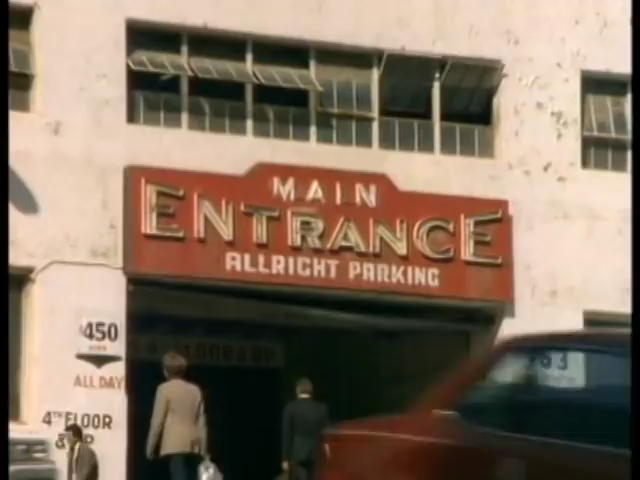 MAIN
ENTRANCE
ALLRIGHT PARKING
450
ALL DAY
4TH FLOOR